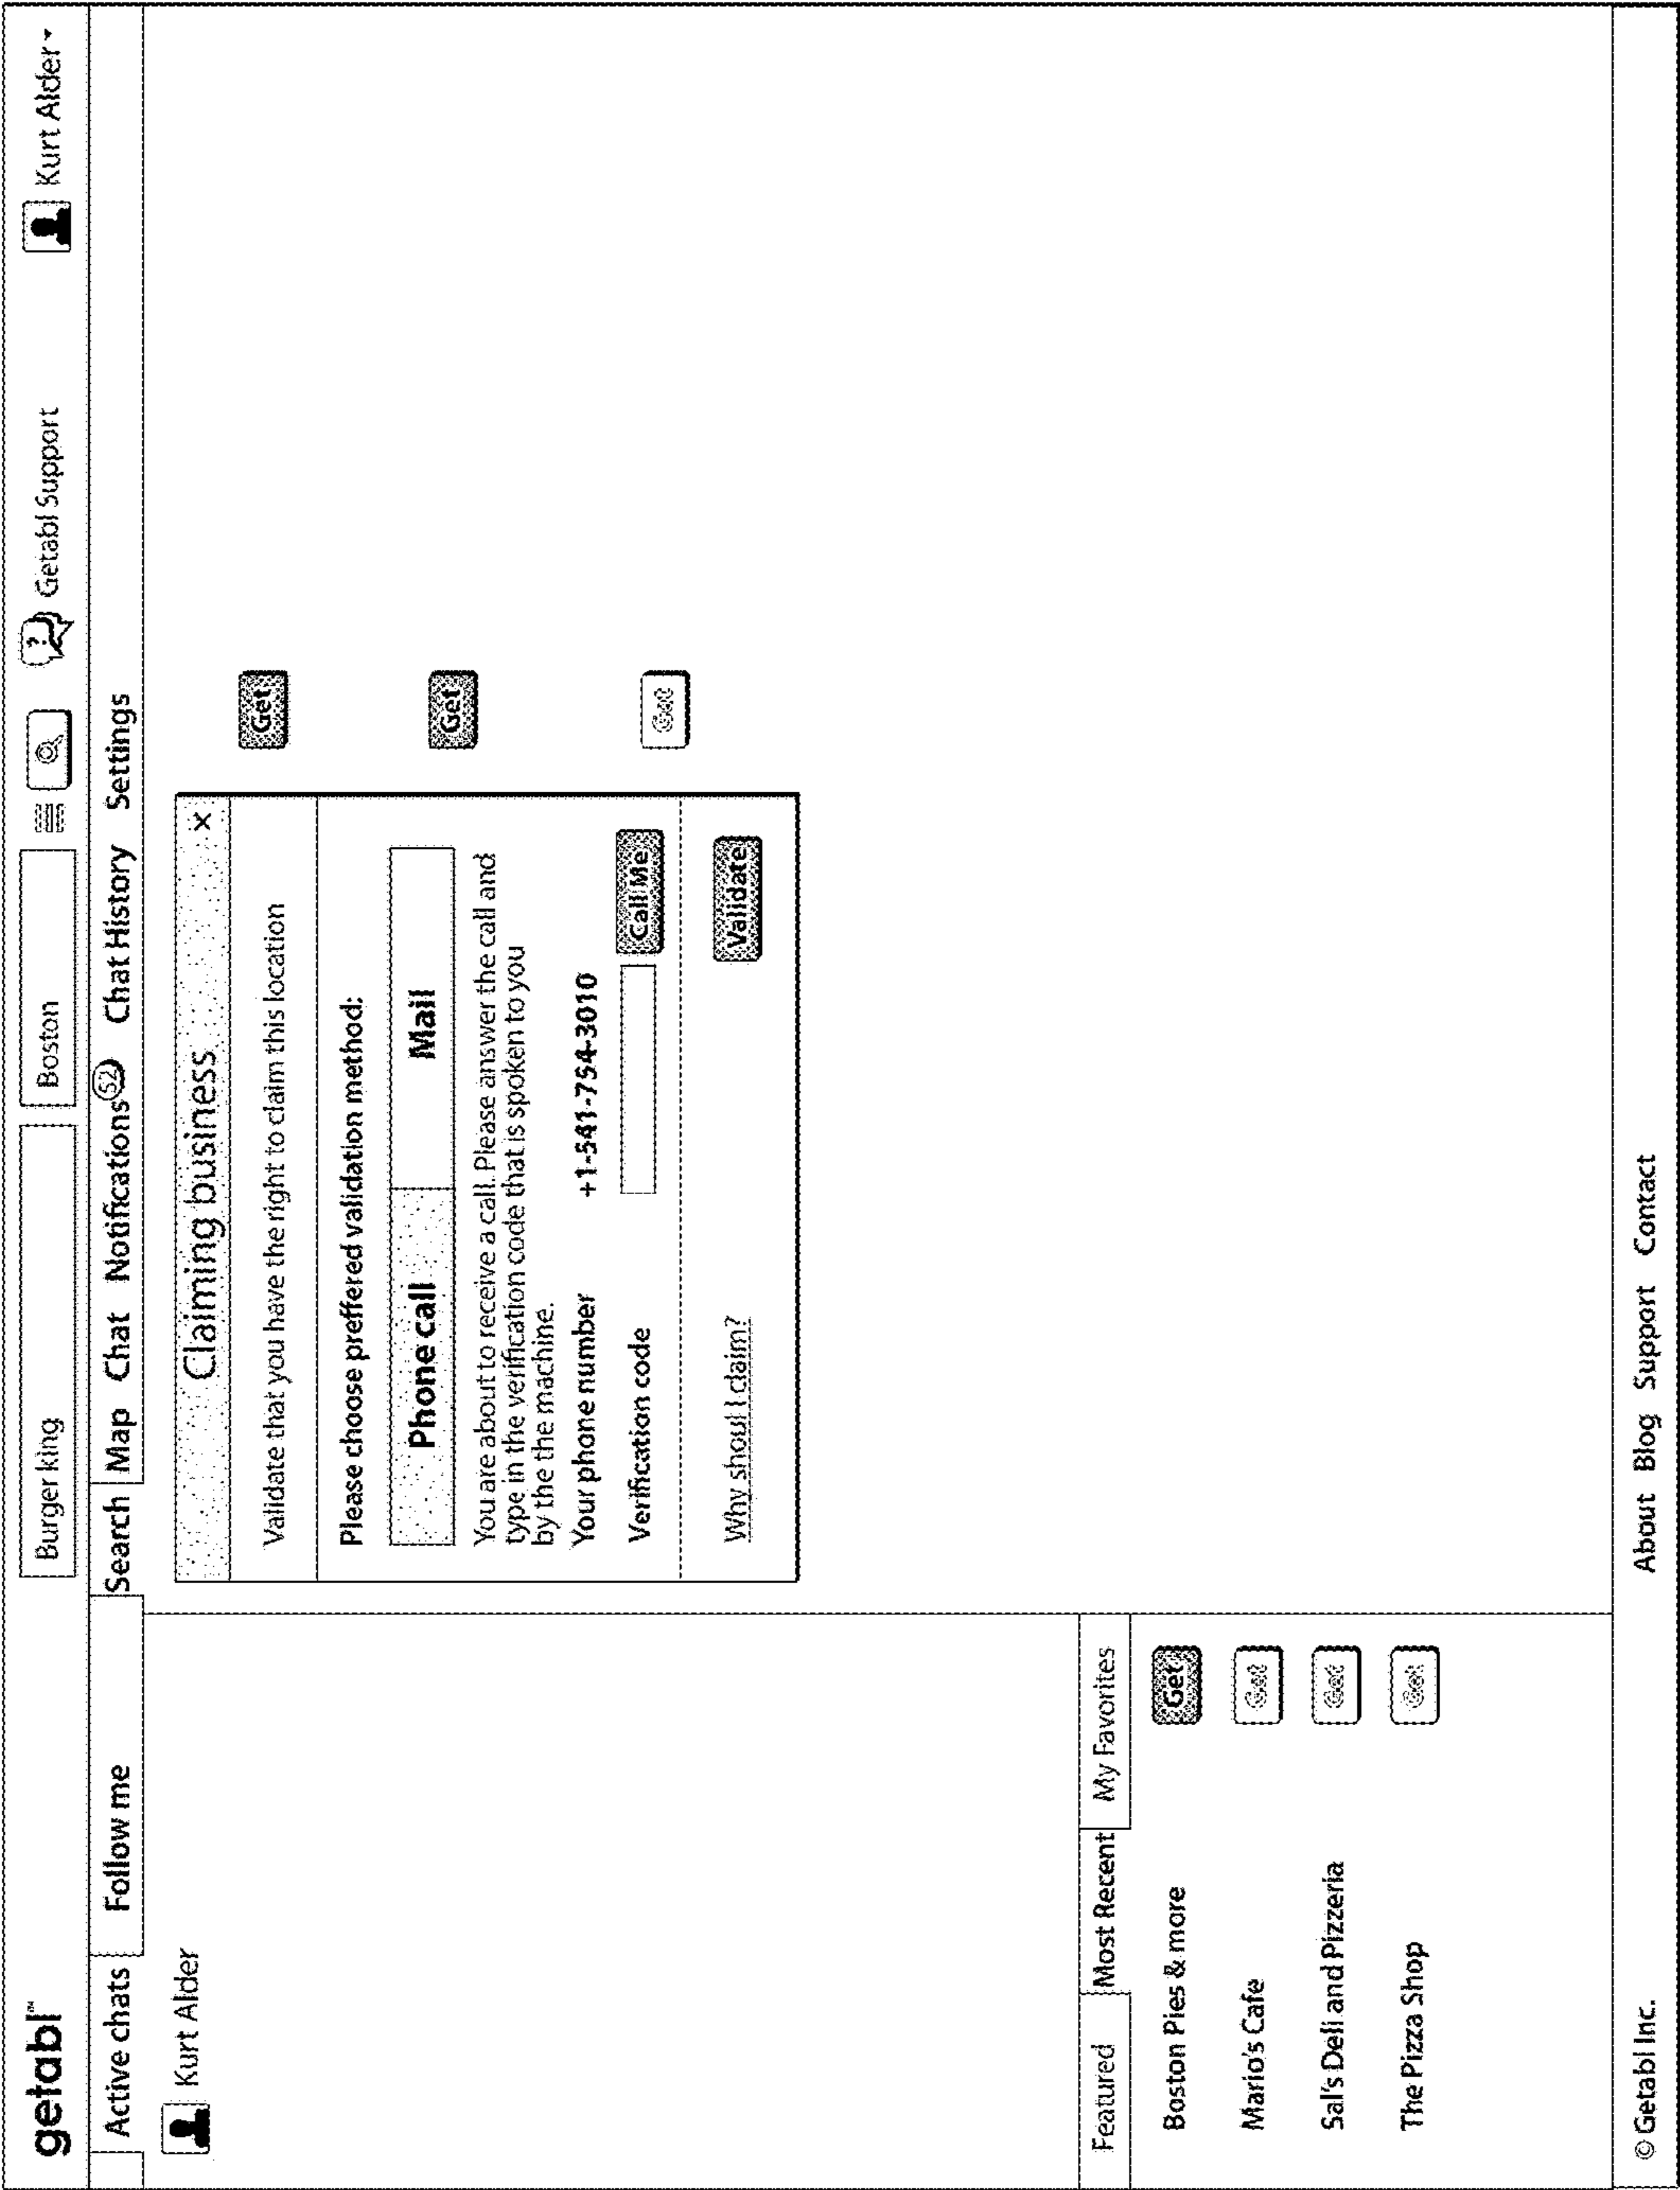 getabl™
Burger king
Boston
Getabl Support
Kurt Alder
Active chats
Follow me
Search
Map
Chat
Notifications 52
Chat History
Settings
Kurt Alder
Claiming business
×
Validate that you have the right to claim this location
Please choose preffered validation method:
Phone call
Mail
You are about to receive a call. Please answer the call and
type in the verification code that is spoken to you
by the the machine.
Your phone number
+1-541-754-3010
Verification code
Call Me
Why shoul I claim?
Validate
Get
Get
Get
Featured
Most Recent
My Favorites
Boston Pies & more
Get
Mario's Cafe
Get
Sal's Deli and Pizzeria
Get
The Pizza Shop
Get
© Getabl Inc.
About
Blog
Support
Contact